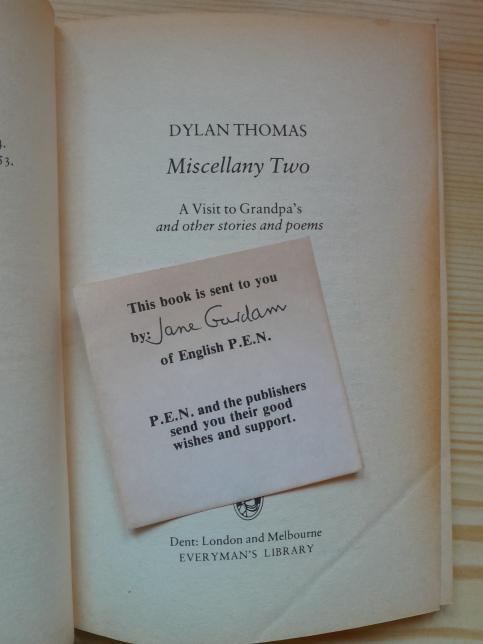 4.
53.
DYLAN THOMAS
Miscellany Two
A Visit to Grandpa's
and other stories and poems
This book is sent to you
by: Jane Gardam
of English P.E.N.
P.E.N. and the publishers
send you their good
wishes and support.
Dent: London and Melbourne
EVERYMAN'S LIBRARY